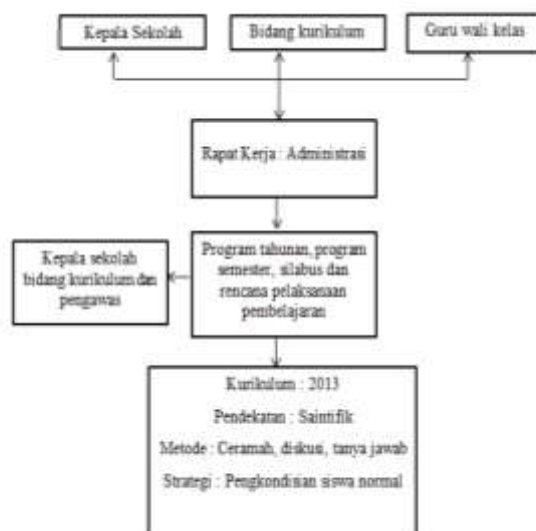 Kepala Sekolah
Bidang kurikulum
Guru wali kelas
Rapat Kerja : Administrasi
Program tahunan, program
semester, silabus dan
rencana pelaksanaan
pembelajaran
Kepala sekolah
bidang kurikulum dan
pengawas
Kurikulum : 2013
Pendekatan : Saintifik
Metode : Ceramah, diskusi, tanya jawab
Strategi : Pengkondisian siswa normal